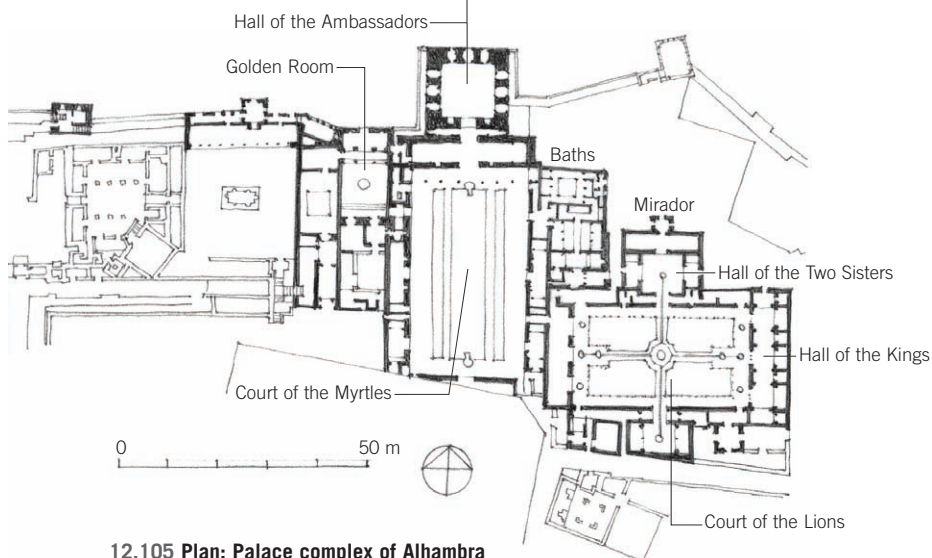 Hall of the Ambassadors
Golden Room
Baths
Mirador
Hall of the Two Sisters
Hall of the Kings
Court of the Myrtles
0 50 m
Court of the Lions
12.105 Plan: Palace complex of Alhambra